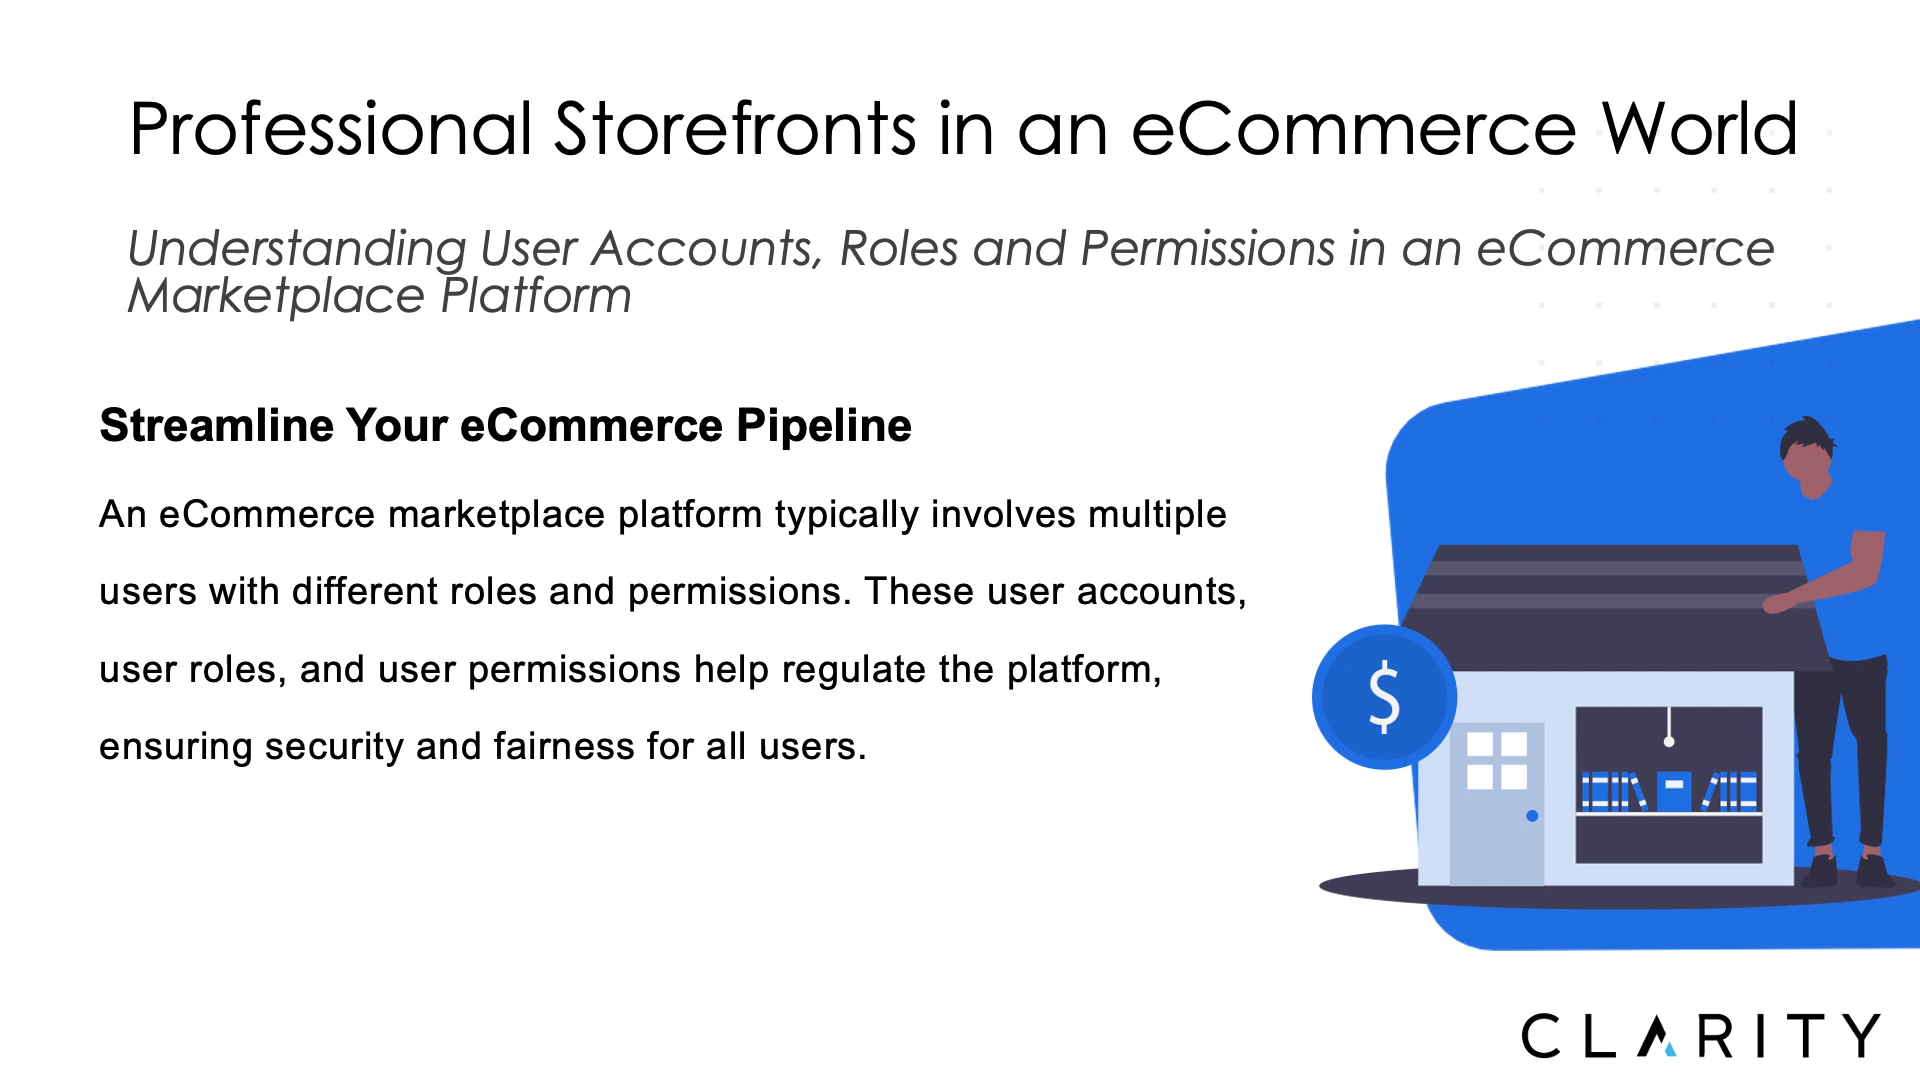 Professional Storefronts in an eCommerce World
Understanding User Accounts, Roles and Permissions in an eCommerce
Marketplace Platform
Streamline Your eCommerce Pipeline
An eCommerce marketplace platform typically involves multiple
users with different roles and permissions. These user accounts,
user roles, and user permissions help regulate the platform,
ensuring security and fairness for all users.
$
CLARITY